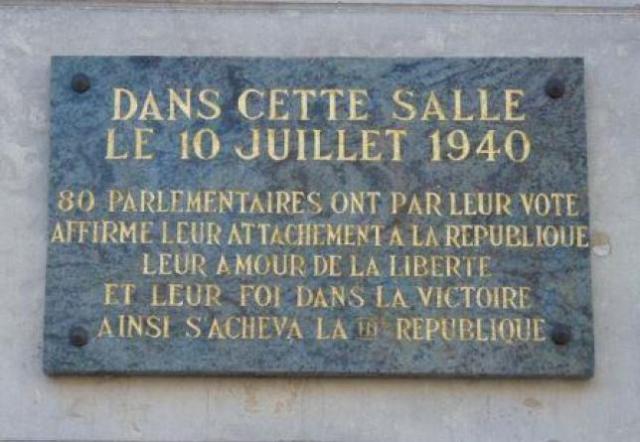 DANS CETTE SALLE
LE 10 JUILLET 1940
80 PARLEMENTAIRES ONT PAR LEUR VOTE
AFFIRME LEUR ATTACHEMENT A LA REPUBLIQUE
LEUR AMOUR DE LA LIBERTE
ET LEUR FOI DANS LA VICTOIRE
AINSI S'ACHEVA LA IIIE REPUBLIQUE